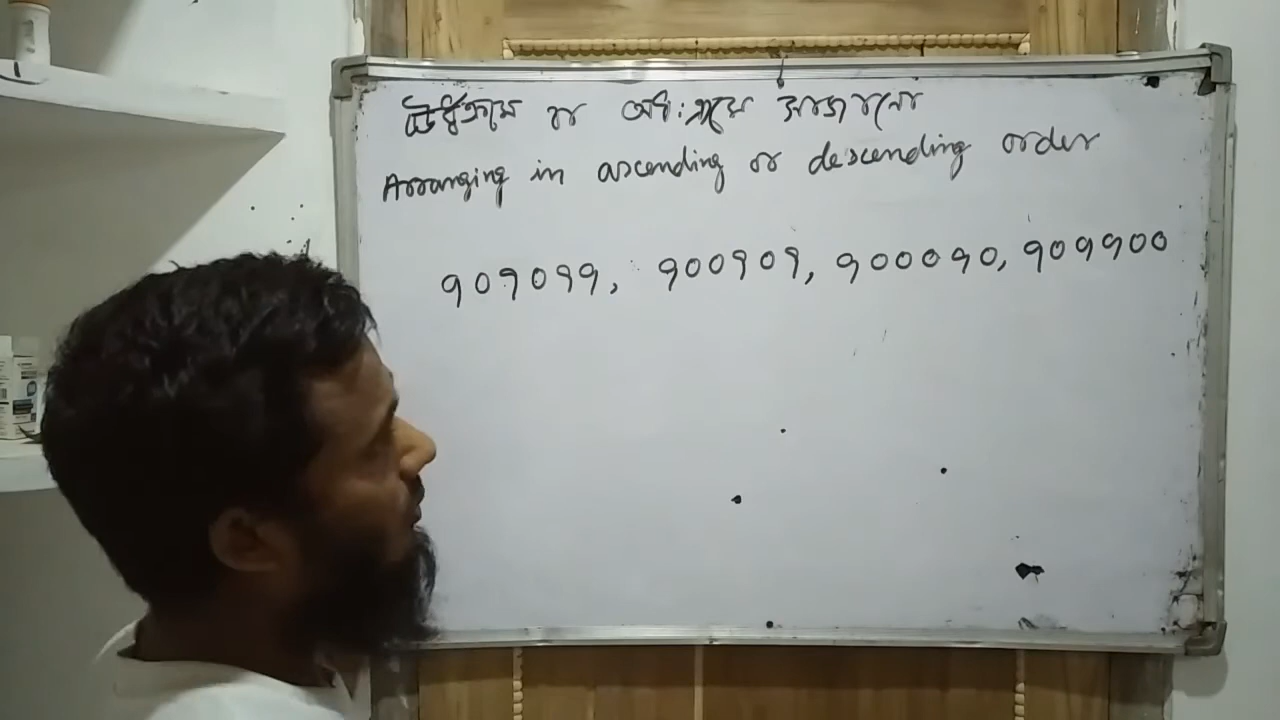 ঊর্ধ্বক্রমে বা অধ:ক্রমে সাজানো
Arranging in ascending or descending order
909099, 900909, 900090, 909900